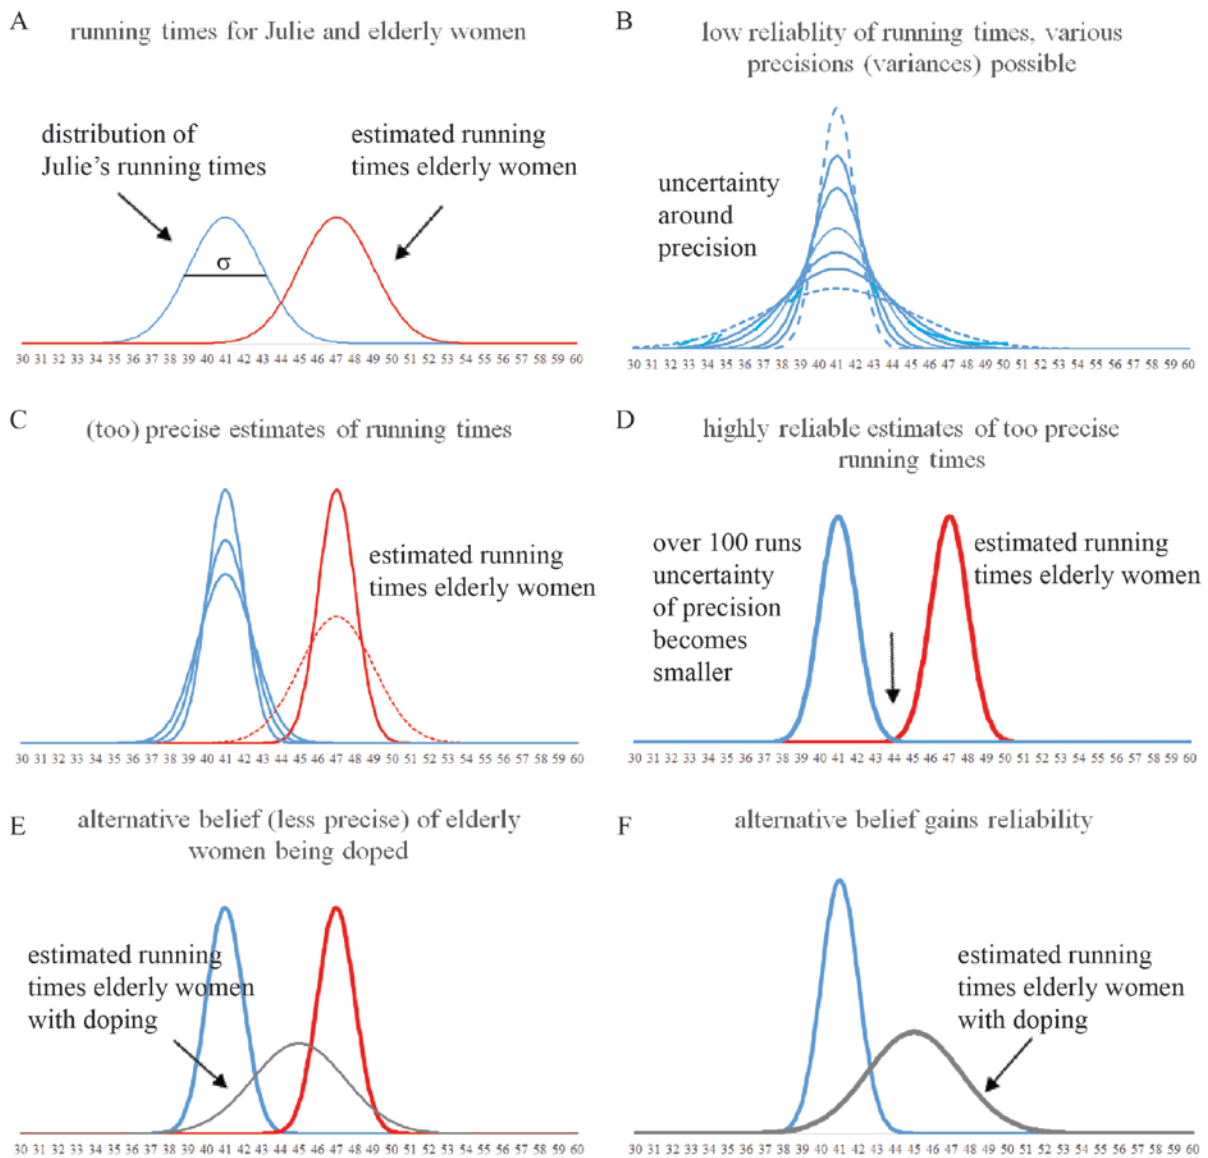 A
running times for Julie and elderly women
distribution of
Julie's running times
estimated running
times elderly women
σ
30 31 32 33 34 35 36 37 38 39 40 41 42 43 44 45 46 47 48 49 50 51 52 53 54 55 56 57 58 59 60
B
low reliablity of running times, various
precisions (variances) possible
uncertainty
around
precision
30 31 32 33 34 35 36 37 38 39 40 41 42 43 44 45 46 47 48 49 50 51 52 53 54 55 56 57 58 59 60
C
(too) precise estimates of running times
estimated running
times elderly women
30 31 32 33 34 35 36 37 38 39 40 41 42 43 44 45 46 47 48 49 50 51 52 53 54 55 56 57 58 59 60
D
highly reliable estimates of too precise
running times
over 100 runs
uncertainty
of precision
becomes
smaller
estimated running
times elderly women
30 31 32 33 34 35 36 37 38 39 40 41 42 43 44 45 46 47 48 49 50 51 52 53 54 55 56 57 58 59 60
E
alternative belief (less precise) of elderly
women being doped
estimated running
times elderly women
with doping
30 31 32 33 34 35 36 37 38 39 40 41 42 43 44 45 46 47 48 49 50 51 52 53 54 55 56 57 58 59 60
F
alternative belief gains reliability
estimated running
times elderly women
with doping
30 31 32 33 34 35 36 37 38 39 40 41 42 43 44 45 46 47 48 49 50 51 52 53 54 55 56 57 58 59 60